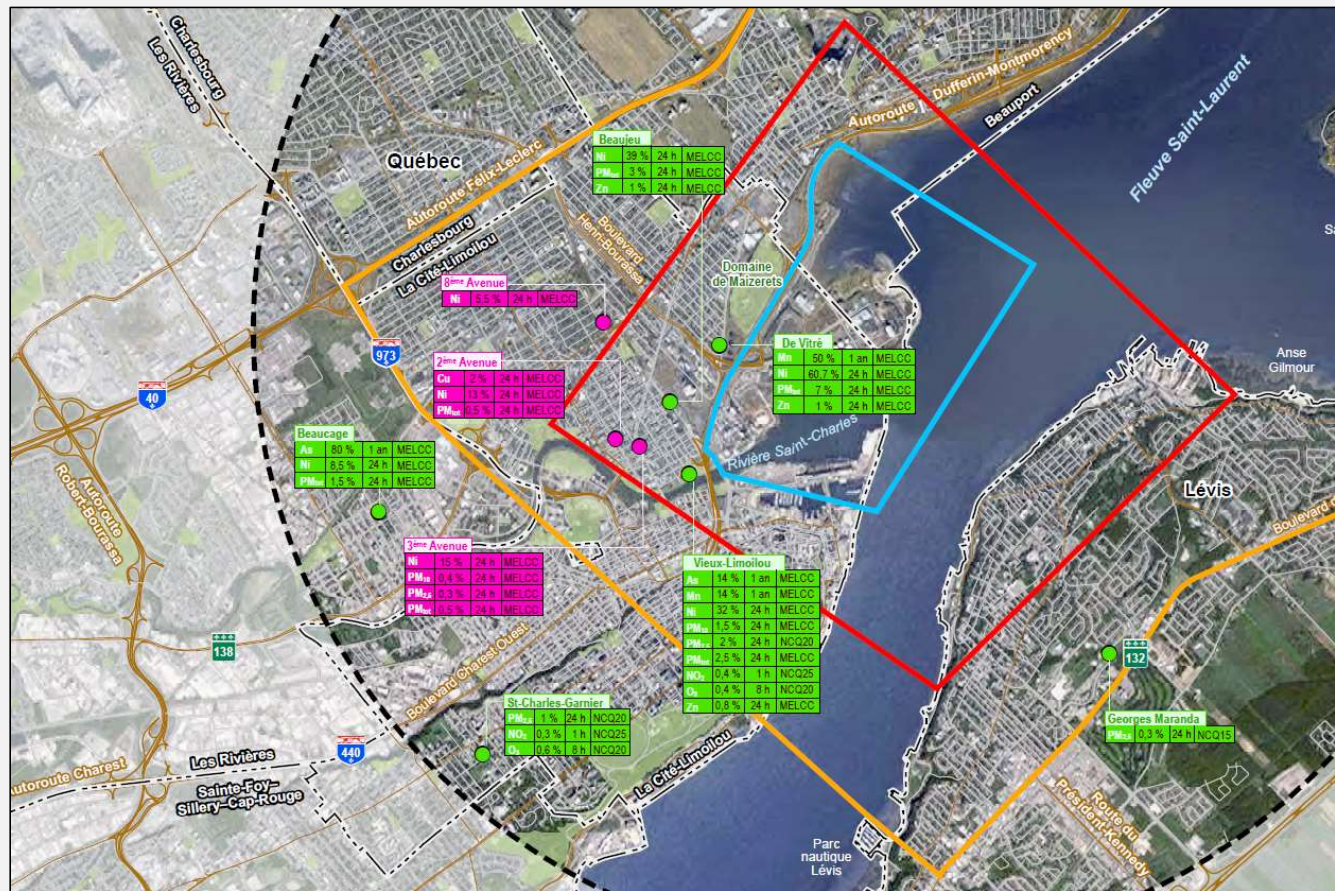 Charlesbourg
Les Rivières
Québec
Autoroute Félix-Leclerc
Charlesbourg
La Cité-Limoilou
Boulevard
Henri-Bourassa
Autoroute Dufferin-Montmorency
Beauport
Fleuve Saint-Laurent
Beaujeu
Ni 39 % 24 h MELCC
PMtot 3 % 24 h MELCC
Zn 1 % 24 h MELCC
Domaine
de Maizerets
8ème Avenue
Ni 5,5 % 24 h MELCC
973
40
2ème Avenue
Cu 2 % 24 h MELCC
Ni 13 % 24 h MELCC
PMtot 0,5 % 24 h MELCC
De Vitré
Mn 50 % 1 an MELCC
Ni 60,7 % 24 h MELCC
PMtot 7 % 24 h MELCC
Zn 1 % 24 h MELCC
Anse
Gilmour
Beaucage
As 80 % 1 an MELCC
Ni 8,5 % 24 h MELCC
PMtot 1,5 % 24 h MELCC
Rivière Saint-Charles
Autoroute
Robert-Bourassa
Lévis
Boulevard
3ème Avenue
Ni 15 % 24 h MELCC
PM10 0,4 % 24 h MELCC
PM2,5 0,3 % 24 h MELCC
PMtot 0,5 % 24 h MELCC
Vieux-Limoilou
As 14 % 1 an MELCC
Mn 14 % 1 an MELCC
Ni 32 % 24 h MELCC
PM10 1,5 % 24 h MELCC
PM2,5 2 % 24 h NCQ20
PMtot 2,5 % 24 h MELCC
NO2 0,4 % 1 h NCQ25
O3 0,4 % 8 h NCQ20
Zn 0,8 % 24 h MELCC
138
132
Boulevard Charest Ouest
St-Charles-Garnier
PM2,5 1 % 24 h NCQ20
NO2 0,3 % 1 h NCQ25
O3 0,6 % 8 h NCQ20
Georges Maranda
PM2,5 0,3 % 24 h NCQ15
440
Autoroute Charest
Les Rivières
Sainte-Foy–
Sillery–Cap-Rouge
La Cité-Limoilou
Route du
Président-Kennedy
Parc
nautique
Lévis